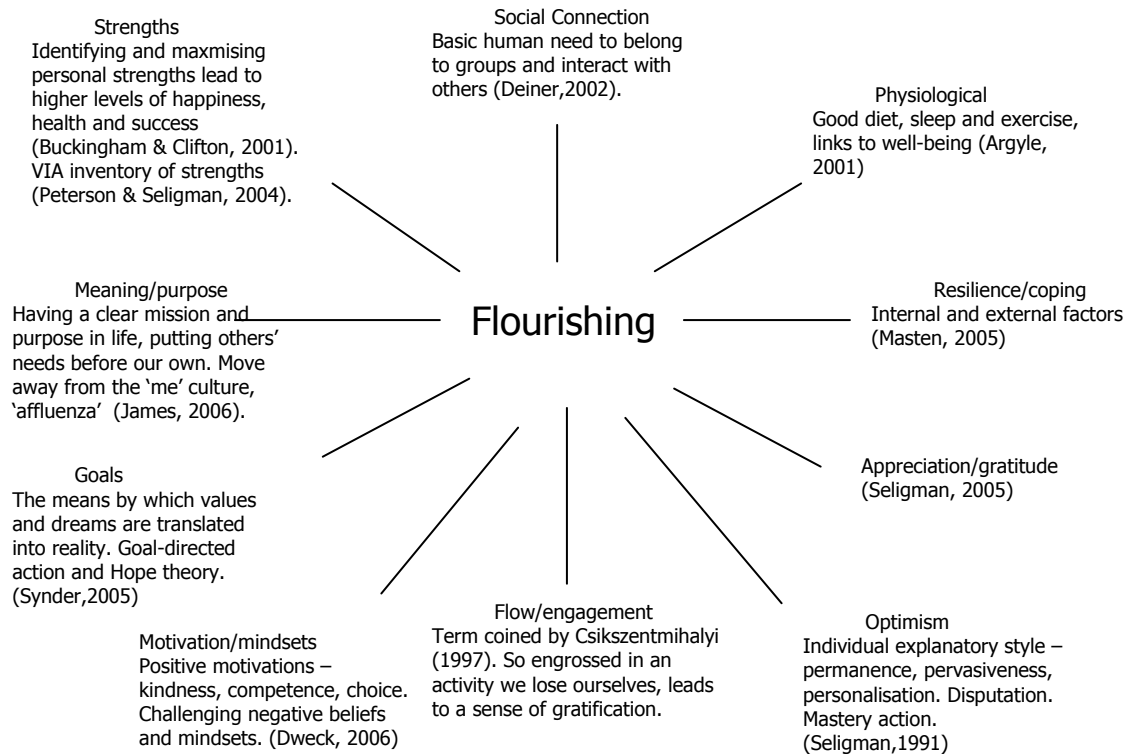 Strengths
Identifying and maxmising
personal strengths lead to
higher levels of happiness,
health and success
(Buckingham & Clifton, 2001).
VIA inventory of strengths
(Peterson & Seligman, 2004).
Social Connection
Basic human need to belong
to groups and interact with
others (Deiner,2002).
Physiological
Good diet, sleep and exercise,
links to well-being (Argyle,
2001)
Meaning/purpose
Having a clear mission and
purpose in life, putting others’
needs before our own. Move
away from the ‘me’ culture,
‘affluenza’ (James, 2006).
Flourishing
Resilience/coping
Internal and external factors
(Masten, 2005)
Appreciation/gratitude
(Seligman, 2005)
Goals
The means by which values
and dreams are translated
into reality. Goal-directed
action and Hope theory.
(Synder,2005)
Motivation/mindsets
Positive motivations –
kindness, competence, choice.
Challenging negative beliefs
and mindsets. (Dweck, 2006)
Flow/engagement
Term coined by Csikszentmihalyi
(1997). So engrossed in an
activity we lose ourselves, leads
to a sense of gratification.
Optimism
Individual explanatory style –
permanence, pervasiveness,
personalisation. Disputation.
Mastery action.
(Seligman,1991)